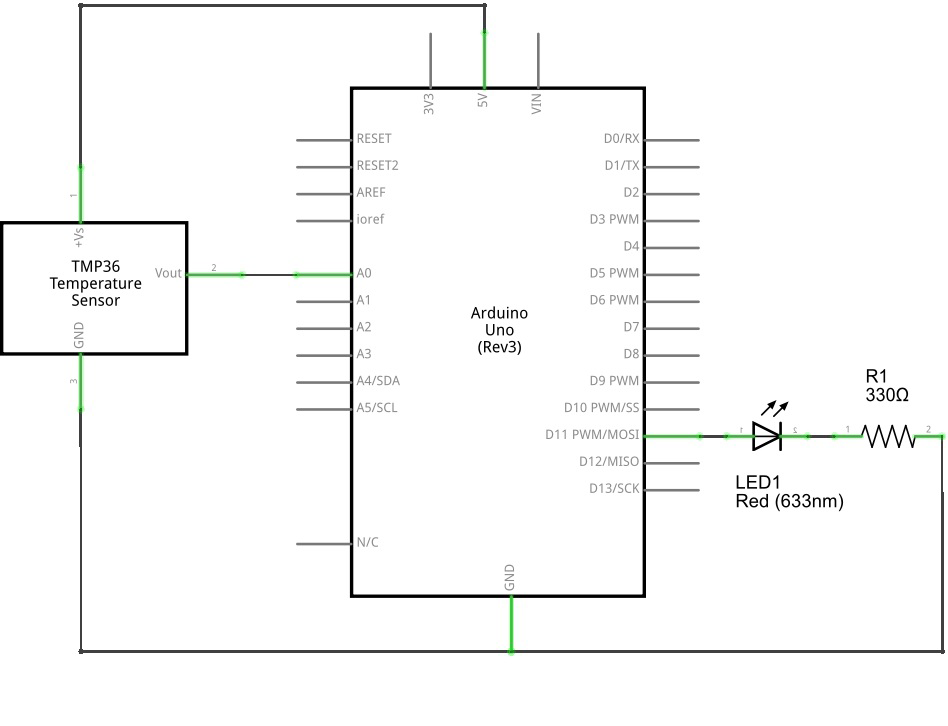 3V3
5V
VIN
RESET
RESET2
AREF
ioref
A0
A1
A2
A3
A4/SDA
A5/SCL
N/C
D0/RX
D1/TX
D2
D3 PWM
D4
D5 PWM
D6 PWM
D7
D8
D9 PWM
D10 PWM/SS
D11 PWM/MOSI
D12/MISO
D13/SCK
GND
Arduino
Uno
(Rev3)
1
+Vs
TMP36
Temperature
Sensor
Vout
2
GND
3
1
2
LED1
Red (633nm)
R1
330Ω
1
2